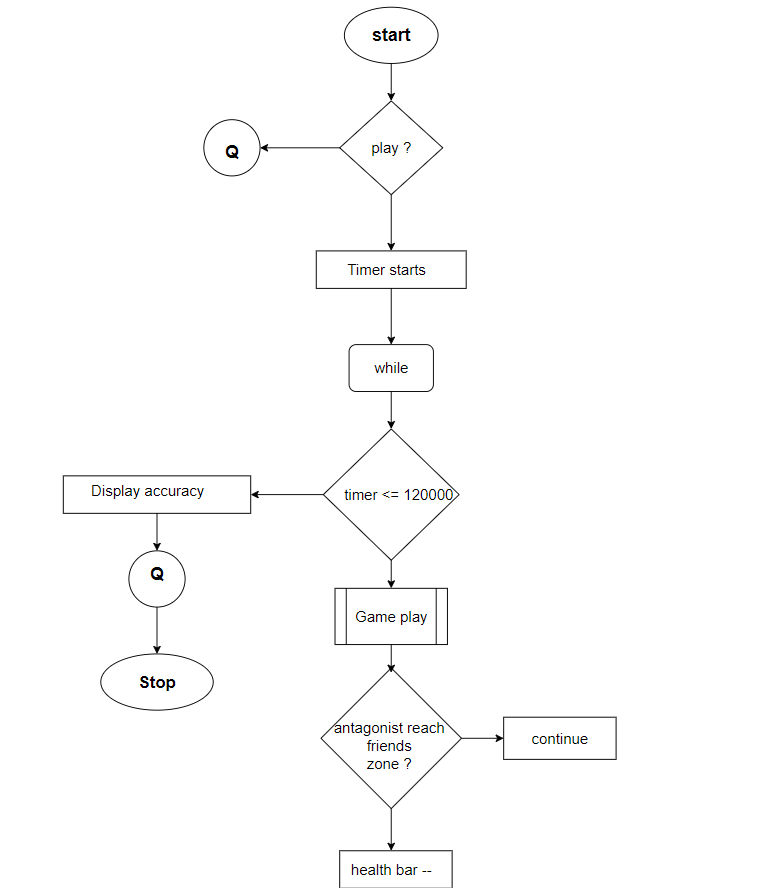 start
play ?
Q
Timer starts
while
timer <= 120000
Display accuracy
Q
Stop
Game play
antagonist reach
friends
zone ?
continue
health bar --